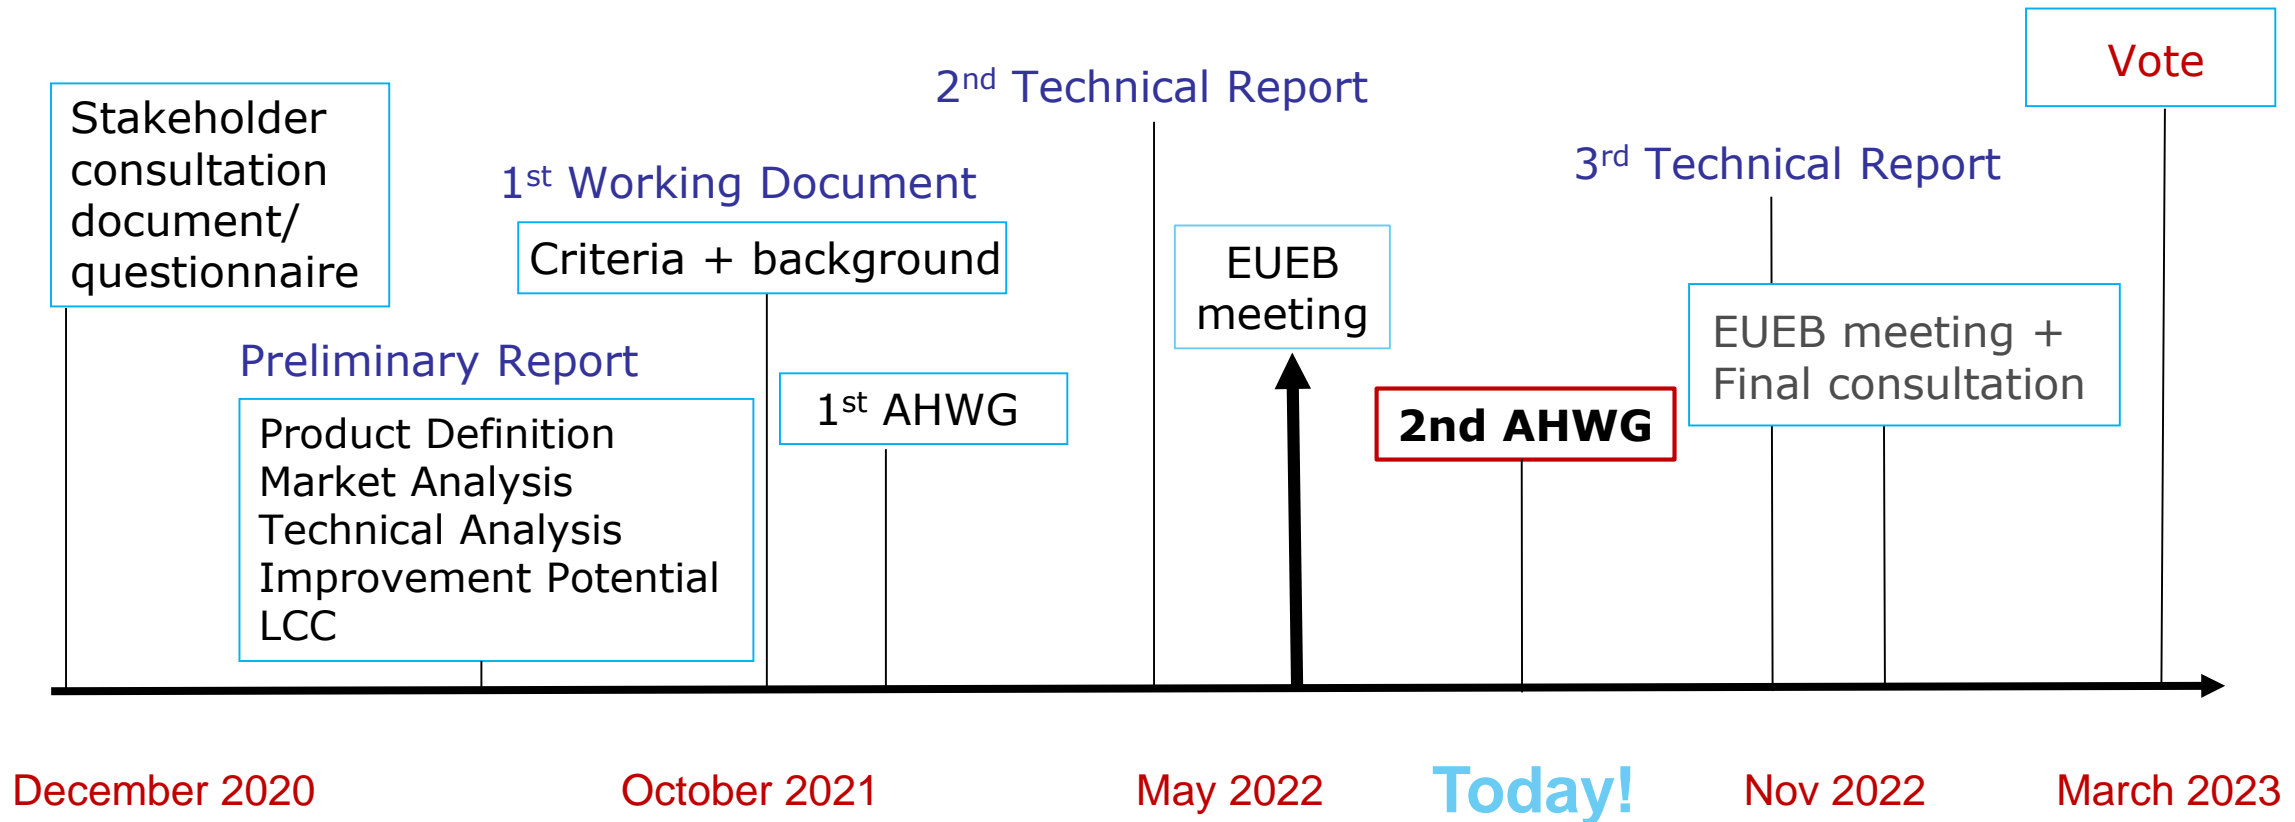 Vote
2nd Technical Report
Stakeholder
consultation
document/
questionnaire
1st Working Document
Criteria + background
3rd Technical Report
EUEB
meeting
EUEB meeting +
Final consultation
Preliminary Report
Product Definition
Market Analysis
Technical Analysis
Improvement Potential
LCC
1st AHWG
2nd AHWG
December 2020
October 2021
May 2022
Today!
Nov 2022
March 2023